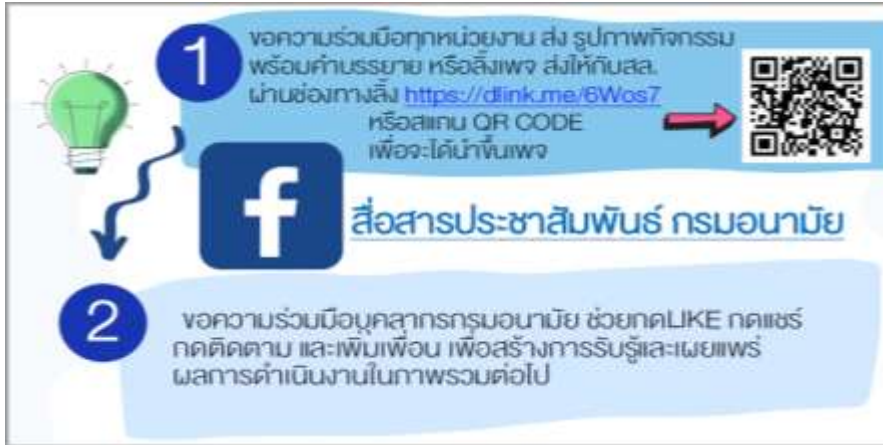 1
ขอความร่วมมือทุกหน่วยงาน ส่ง รูปภาพกิจกรรม
พร้อมคำบรรยาย หรือลิ้งเพจ ส่งให้กับสล.
ผ่านช่องทางลิ้ง https://dlink.me/6Wos7
หรือสแกน QR CODE
เพื่อจะได้นำขึ้นเพจ
f
สื่อสารประชาสัมพันธ์ กรมอนามัย
2
ขอความร่วมมือบุคลากรกรมอนามัย ช่วยกดLIKE กดแชร์
กดติดตาม และเพิ่มเพื่อน เพื่อสร้างการรับรู้และเผยแพร่
ผลการดำเนินงานในภาพรวมต่อไป